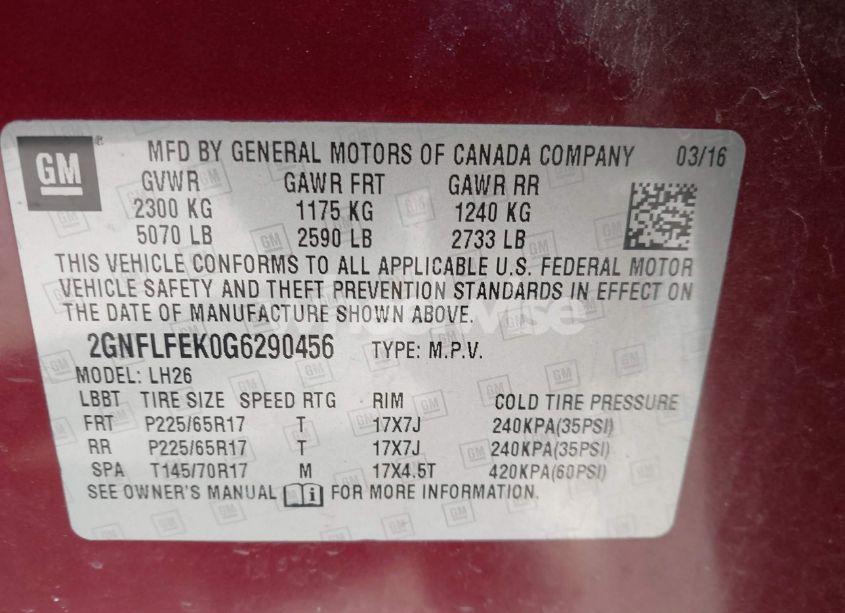 GM
MFD BY GENERAL MOTORS OF CANADA COMPANY 03/16
GVWR GAWR FRT GAWR RR
2300 KG 1175 KG 1240 KG
5070 LB 2590 LB 2733 LB
THIS VEHICLE CONFORMS TO ALL APPLICABLE U.S. FEDERAL MOTOR
VEHICLE SAFETY AND THEFT PREVENTION STANDARDS IN EFFECT ON
THE DATE OF MANUFACTURE SHOWN ABOVE.
2GNFLFEK0G6290456 TYPE: M.P.V.
MODEL: LH26
LBBT TIRE SIZE SPEED RTG RIM COLD TIRE PRESSURE
FRT P225/65R17 T 17X7J 240KPA(35PSI)
RR P225/65R17 T 17X7J 240KPA(35PSI)
SPA T145/70R17 M 17X4.5T 420KPA(60PSI)
SEE OWNER'S MANUAL FOR MORE INFORMATION.